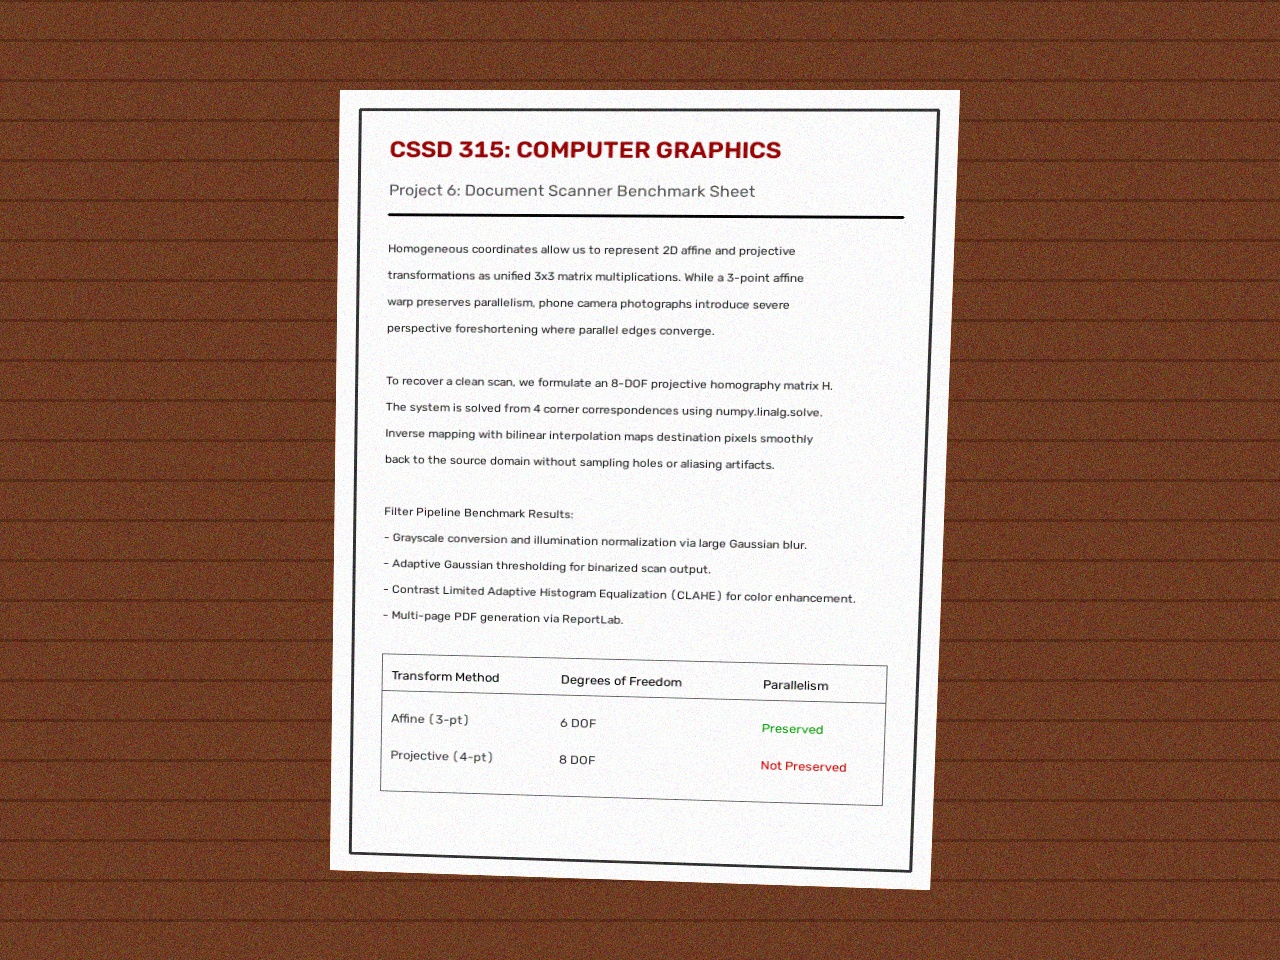 CSSD 315: COMPUTER GRAPHICS
Project 6: Document Scanner Benchmark Sheet
Homogeneous coordinates allow us to represent 2D affine and projective
transformations as unified 3x3 matrix multiplications. While a 3-point affine
warp preserves parallelism, phone camera photographs introduce severe
perspective foreshortening where parallel edges converge.
To recover a clean scan, we formulate an 8-DOF projective homography matrix H.
The system is solved from 4 corner correspondences using numpy.linalg.solve.
Inverse mapping with bilinear interpolation maps destination pixels smoothly
back to the source domain without sampling holes or aliasing artifacts.
Filter Pipeline Benchmark Results:
- Grayscale conversion and illumination normalization via large Gaussian blur.
- Adaptive Gaussian thresholding for binarized scan output.
- Contrast Limited Adaptive Histogram Equalization (CLAHE) for color enhancement.
- Multi-page PDF generation via ReportLab.
Transform Method Degrees of Freedom Parallelism
Affine (3-pt) 6 DOF Preserved
Projective (4-pt) 8 DOF Not Preserved